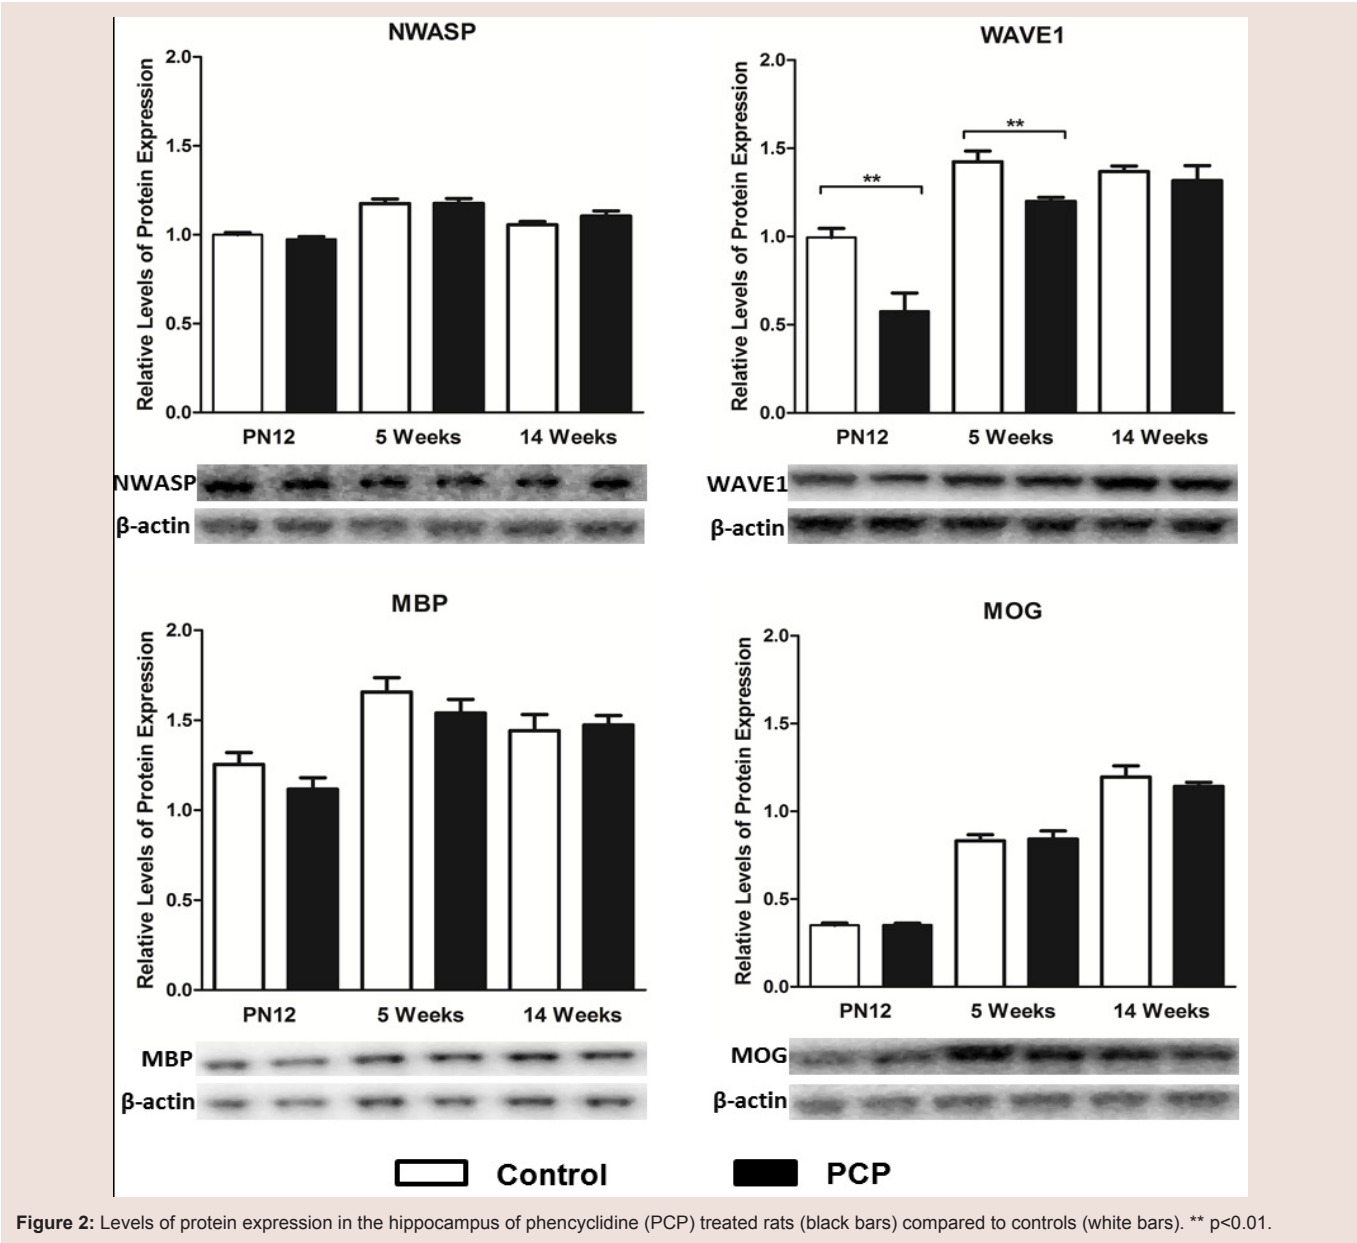 NWASP
Relative Levels of Protein Expression
2.0
1.5
1.0
0.5
0.0
PN12 5 Weeks 14 Weeks
NWASP
β-actin
WAVE1
Relative Levels of Protein Expression
2.0
1.5
1.0
0.5
0.0
**
**
PN12 5 Weeks 14 Weeks
WAVE1
β-actin
MBP
Relative Levels of Protein Expression
2.0
1.5
1.0
0.5
0.0
PN12 5 Weeks 14 Weeks
MBP
β-actin
MOG
Relative Levels of Protein Expression
2.0
1.5
1.0
0.5
0.0
PN12 5 Weeks 14 Weeks
MOG
β-actin
Control PCP
Figure 2: Levels of protein expression in the hippocampus of phencyclidine (PCP) treated rats (black bars) compared to controls (white bars). ** p<0.01.